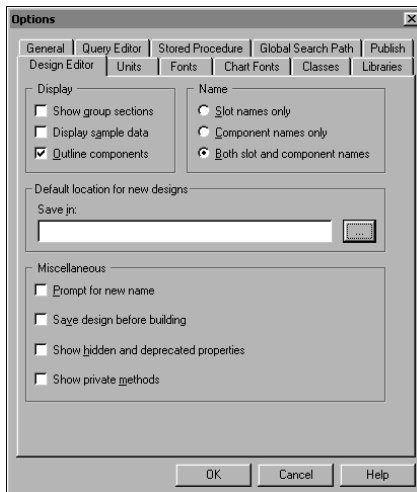 Options
General Query Editor Stored Procedure Global Search Path Publish
Design Editor Units Fonts Chart Fonts Classes Libraries
Display
Show group sections
Display sample data
Outline components
Name
Slot names only
Component names only
Both slot and component names
Default location for new designs
Save in:
...
Miscellaneous
Prompt for new name
Save design before building
Show hidden and deprecated properties
Show private methods
OK Cancel Help